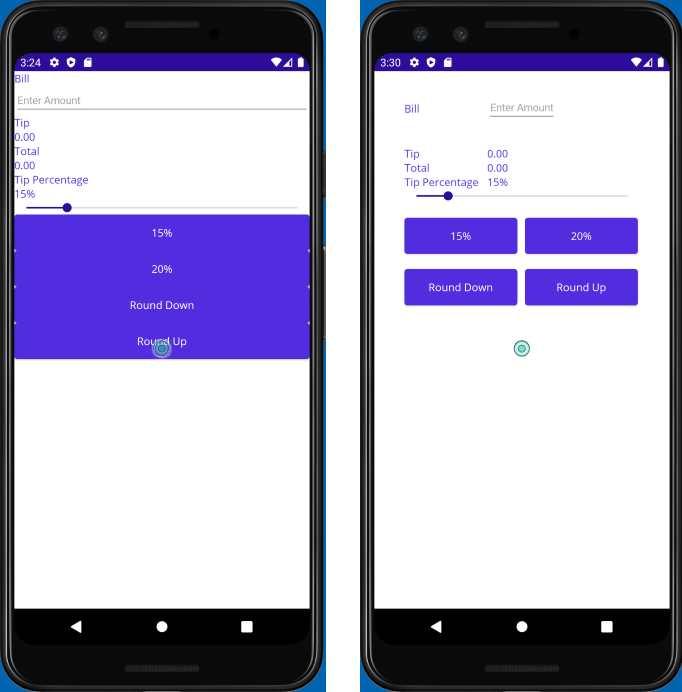 3:24
Bill
Enter Amount
Tip
0.00
Total
0.00
Tip Percentage
15%
15%
20%
Round Down
Round Up
3:30
Bill Enter Amount
Tip 0.00
Total 0.00
Tip Percentage 15%
15% 20%
Round Down Round Up